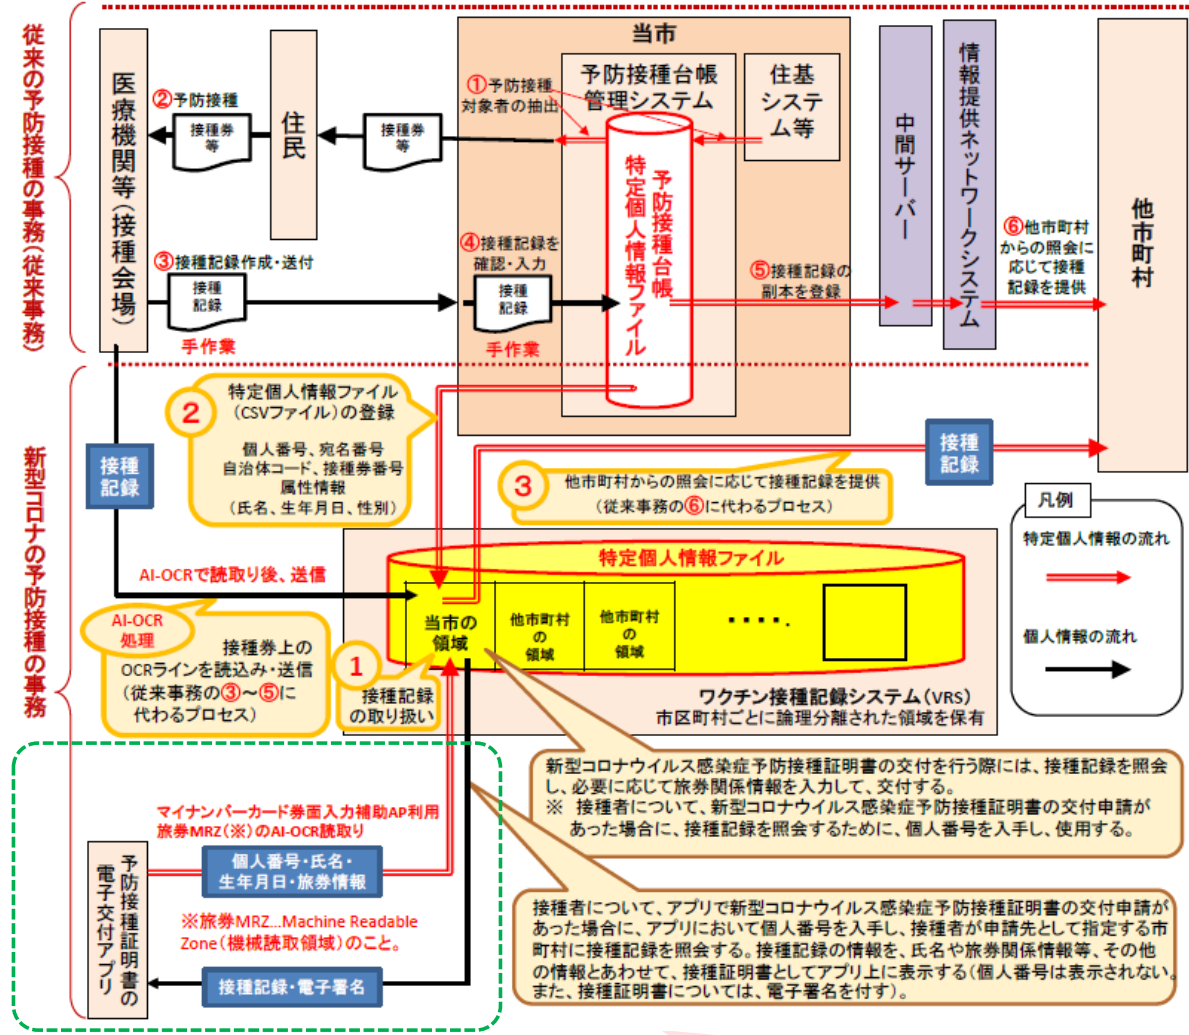 従来の予防接種の事務(従来事務)
医療機関等(接種会場)
②予防接種
接種券
等
住民
接種券
等
当市
予防接種台帳
管理システム
①予防接種
対象者の抽出
住基
システ
ム等
予防接種台帳
特定個人情報ファイル
中間サーバー
情報提供ネットワークシステム
他市町村
③接種記録作成・送付
接種
記録
手作業
④接種記録を
確認・入力
接種
記録
手作業
⑤接種記録の
副本を登録
⑥他市町村
からの照会に
応じて接種
記録を提供
新型コロナの予防接種の事務
接種
記録
2
特定個人情報ファイル
(CSVファイル)の登録
個人番号、宛名番号
自治体コード、接種券番号
属性情報
(氏名、生年月日、性別)
接種
記録
3
他市町村からの照会に応じて接種記録を提供
(従来事務の⑥に代わるプロセス)
凡例
特定個人情報の流れ
個人情報の流れ
AI-OCRで読取り後、送信
AI-OCR
処理
接種券上の
OCRラインを読込み・送信
(従来事務の③～⑤に
代わるプロセス)
特定個人情報ファイル
当市の
領域
他市町村
の
領域
他市町村
の
領域
・・・・.
1
接種記録
の取り扱い
ワクチン接種記録システム(VRS)
市区町村ごとに論理分離された領域を保有
新型コロナウイルス感染症予防接種証明書の交付を行う際には、接種記録を照会
し、必要に応じて旅券関係情報を入力して、交付する。
※ 接種者について、新型コロナウイルス感染症予防接種証明書の交付申請が
あった場合に、接種記録を照会するために、個人番号を入手し、使用する。
マイナンバーカード券面入力補助AP利用
旅券MRZ(※)のAI-OCR読取り
予防接種証明書の
電子交付アプリ
個人番号・氏名・
生年月日・旅券情報
※旅券MRZ…Machine Readable
Zone(機械読取領域)のこと。
接種記録・電子署名
接種者について、アプリで新型コロナウイルス感染症予防接種証明書の交付申請が
あった場合に、アプリにおいて個人番号を入手し、接種者が申請先として指定する市
町村に接種記録を照会する。接種記録の情報を、氏名や旅券関係情報等、その他
の情報とあわせて、接種証明書としてアプリ上に表示する(個人番号は表示されない。
また、接種証明書については、電子署名を付す)。